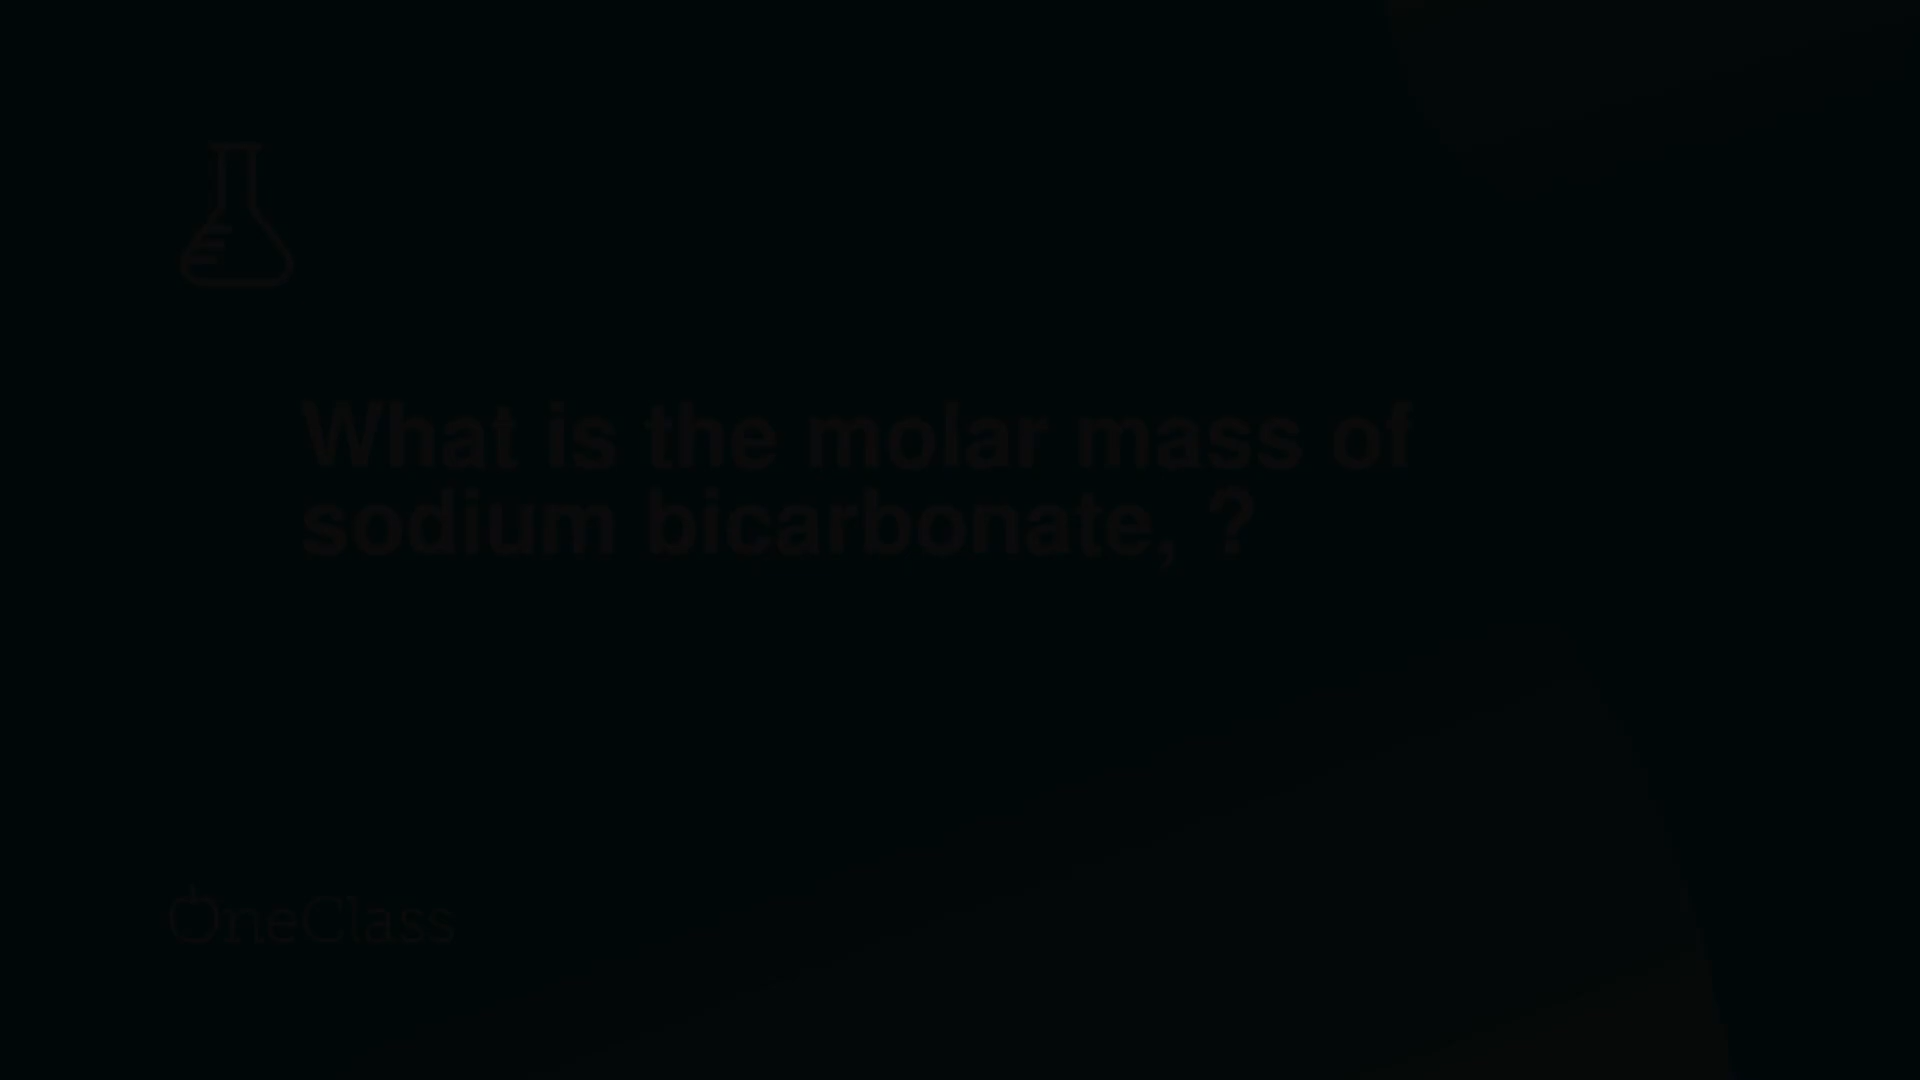 What is the molar mass of
sodium bicarbonate, ?
OneClass